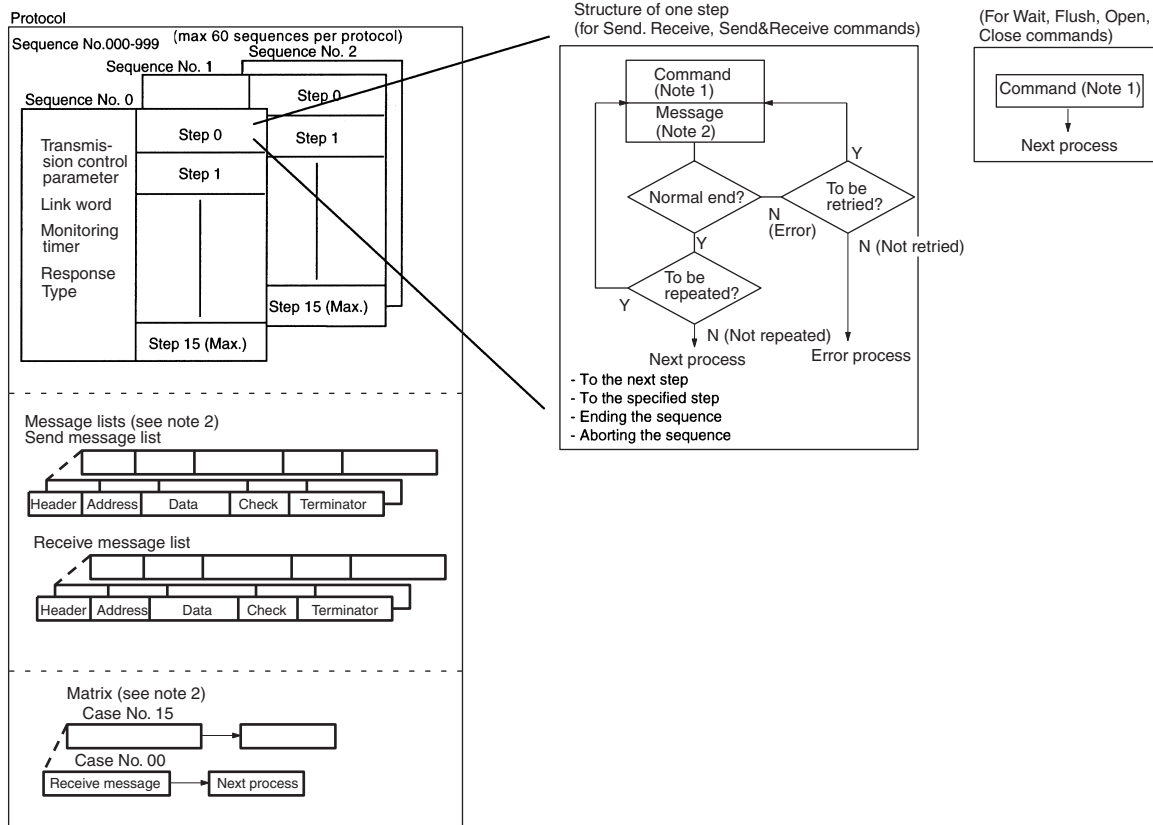 Protocol
Sequence No.000-999 (max 60 sequences per protocol)
Sequence No. 2
Sequence No. 1
Sequence No. 0
Step 0
Step 1
Step 15 (Max.)
Transmis-
sion control
parameter
Link word
Monitoring
timer
Response
Type
Step 0
Step 1
Step 15 (Max.)
Message lists (see note 2)
Send message list
Header Address Data Check Terminator
Receive message list
Header Address Data Check Terminator
Matrix (see note 2)
Case No. 15
Case No. 00
Receive message Next process
Structure of one step
(for Send. Receive, Send&Receive commands)
Command
(Note 1)
Message
(Note 2)
Normal end?
N
(Error)
To be
retried?
Y
N (Not retried)
Y
To be
repeated?
Y
N (Not repeated)
Next process
Error process
- To the next step
- To the specified step
- Ending the sequence
- Aborting the sequence
(For Wait, Flush, Open,
Close commands)
Command (Note 1)
Next process